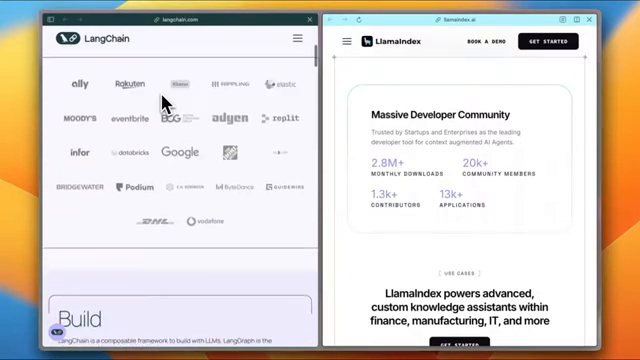 langchain.com
LangChain
ally
Rakuten
Klarna
RIPPLING
elastic
MOODY'S
eventbrite
BCG
adyen
replit
infor
databricks
Google
BRIDGEWATER
Podium
C.H. ROBINSON
ByteDance
GUIDEWIRE
DHL
vodafone
Build
LangChain is a composable framework to build with LLMs. LangGraph is the
llamaindex.ai
LlamaIndex
BOOK A DEMO
GET STARTED
Massive Developer Community
Trusted by Startups and Enterprises as the leading
developer tool for context augmented AI Agents.
2.8M+
MONTHLY DOWNLOADS
20k+
COMMUNITY MEMBERS
1.3k+
CONTRIBUTORS
13k+
APPLICATIONS
USE CASES
LlamaIndex powers advanced,
custom knowledge assistants within
finance, manufacturing, IT, and more
GET STARTED